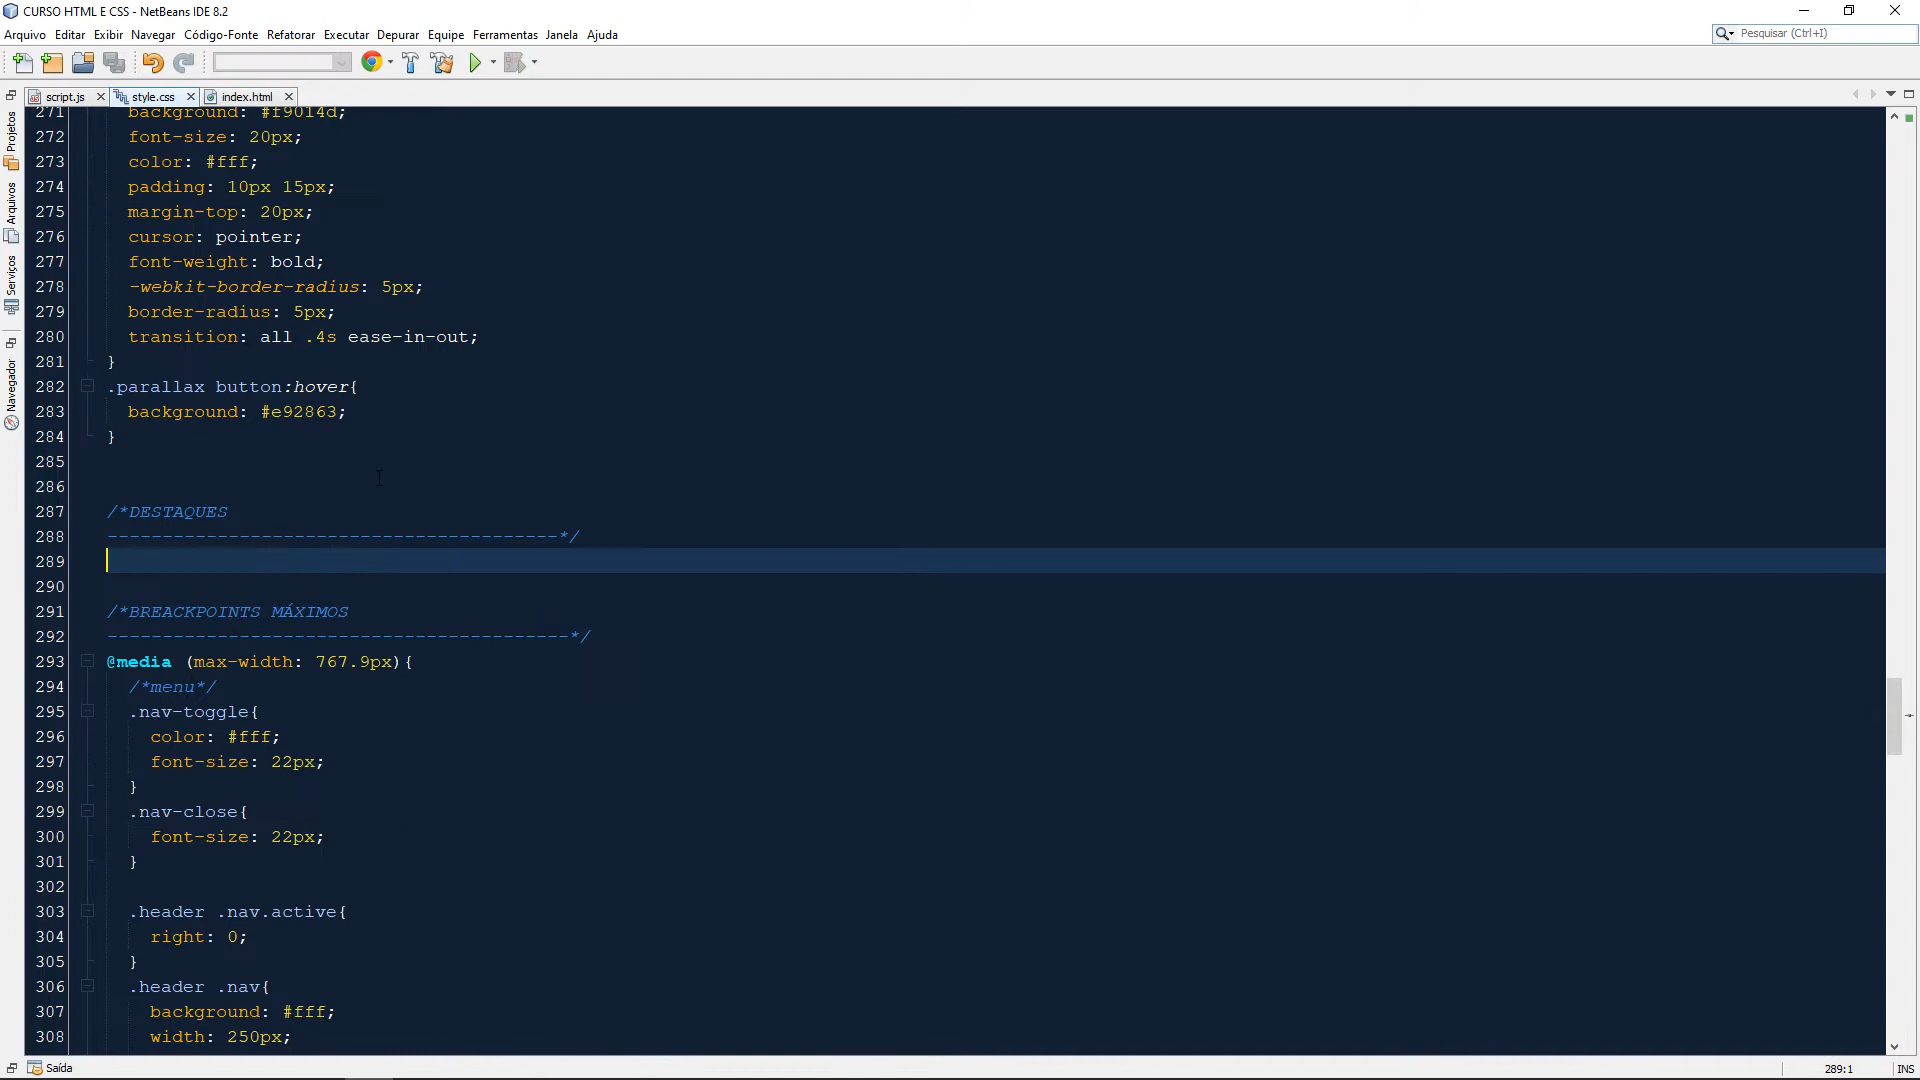 CURSO HTML E CSS - NetBeans IDE 8.2
Arquivo Editar Exibir Navegar Código-Fonte Refatorar Executar Depurar Equipe Ferramentas Janela Ajuda
Pesquisar (Ctrl+I)
script.js style.css index.html
Projetos
Arquivos
Serviços
Navegador
271 background: #f9014d;
272 font-size: 20px;
273 color: #fff;
274 padding: 10px 15px;
275 margin-top: 20px;
276 cursor: pointer;
277 font-weight: bold;
278 -webkit-border-radius: 5px;
279 border-radius: 5px;
280 transition: all .4s ease-in-out;
281 }
282 .parallax button:hover{
283 background: #e92863;
284 }
285
286
287 /*DESTAQUES
288 -----------------------------------------*/
289
290
291 /*BREACKPOINTS MÁXIMOS
292 ------------------------------------------*/
293 @media (max-width: 767.9px){
294 /*menu*/
295 .nav-toggle{
296 color: #fff;
297 font-size: 22px;
298 }
299 .nav-close{
300 font-size: 22px;
301 }
302
303 .header .nav.active{
304 right: 0;
305 }
306 .header .nav{
307 background: #fff;
308 width: 250px;
Saída
289:1 INS